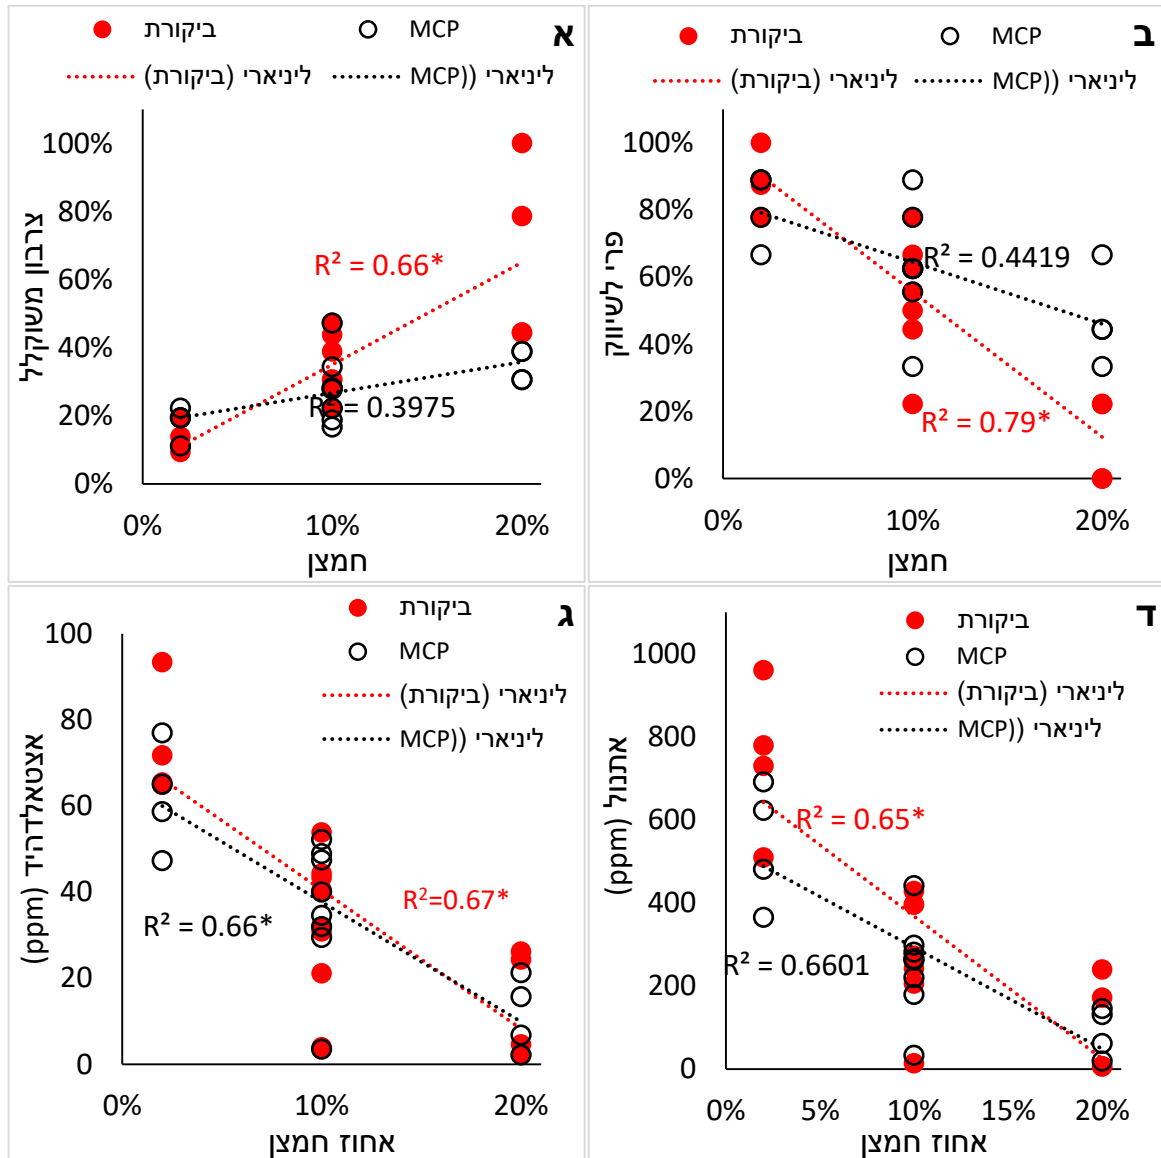 א
ביקורת
MCP
ליניארי (ביקורת)
ליניארי ((MCP
צרבון משוקלל
100%
80%
60%
40%
20%
0%
R² = 0.66*
R² = 0.3975
0% 10% 20%
חמצן
ב
ביקורת
MCP
ליניארי (ביקורת)
ליניארי ((MCP
פרי לשיווק
100%
80%
60%
40%
20%
0%
R² = 0.4419
R² = 0.79*
0% 10% 20%
חמצן
ג
ביקורת
MCP
ליניארי (ביקורת)
ליניארי ((MCP
אצטאלדהיד (ppm)
100
80
60
40
20
0
R² = 0.66*
R²=0.67*
0% 10% 20%
אחוז חמצן
ד
ביקורת
MCP
ליניארי (ביקורת)
ליניארי ((MCP
אתנול (ppm)
1000
800
600
400
200
0
R² = 0.65*
R² = 0.6601
0% 5% 10% 15% 20%
אחוז חמצן